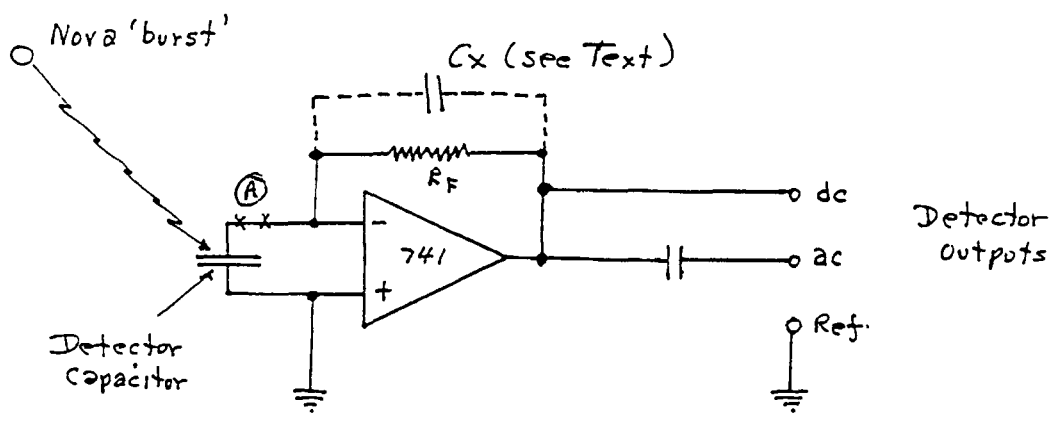 Nova 'burst'
Cx (see Text)
RF
A
-
741
+
dc
ac
Ref.
Detector
Outputs
Detector
Capacitor